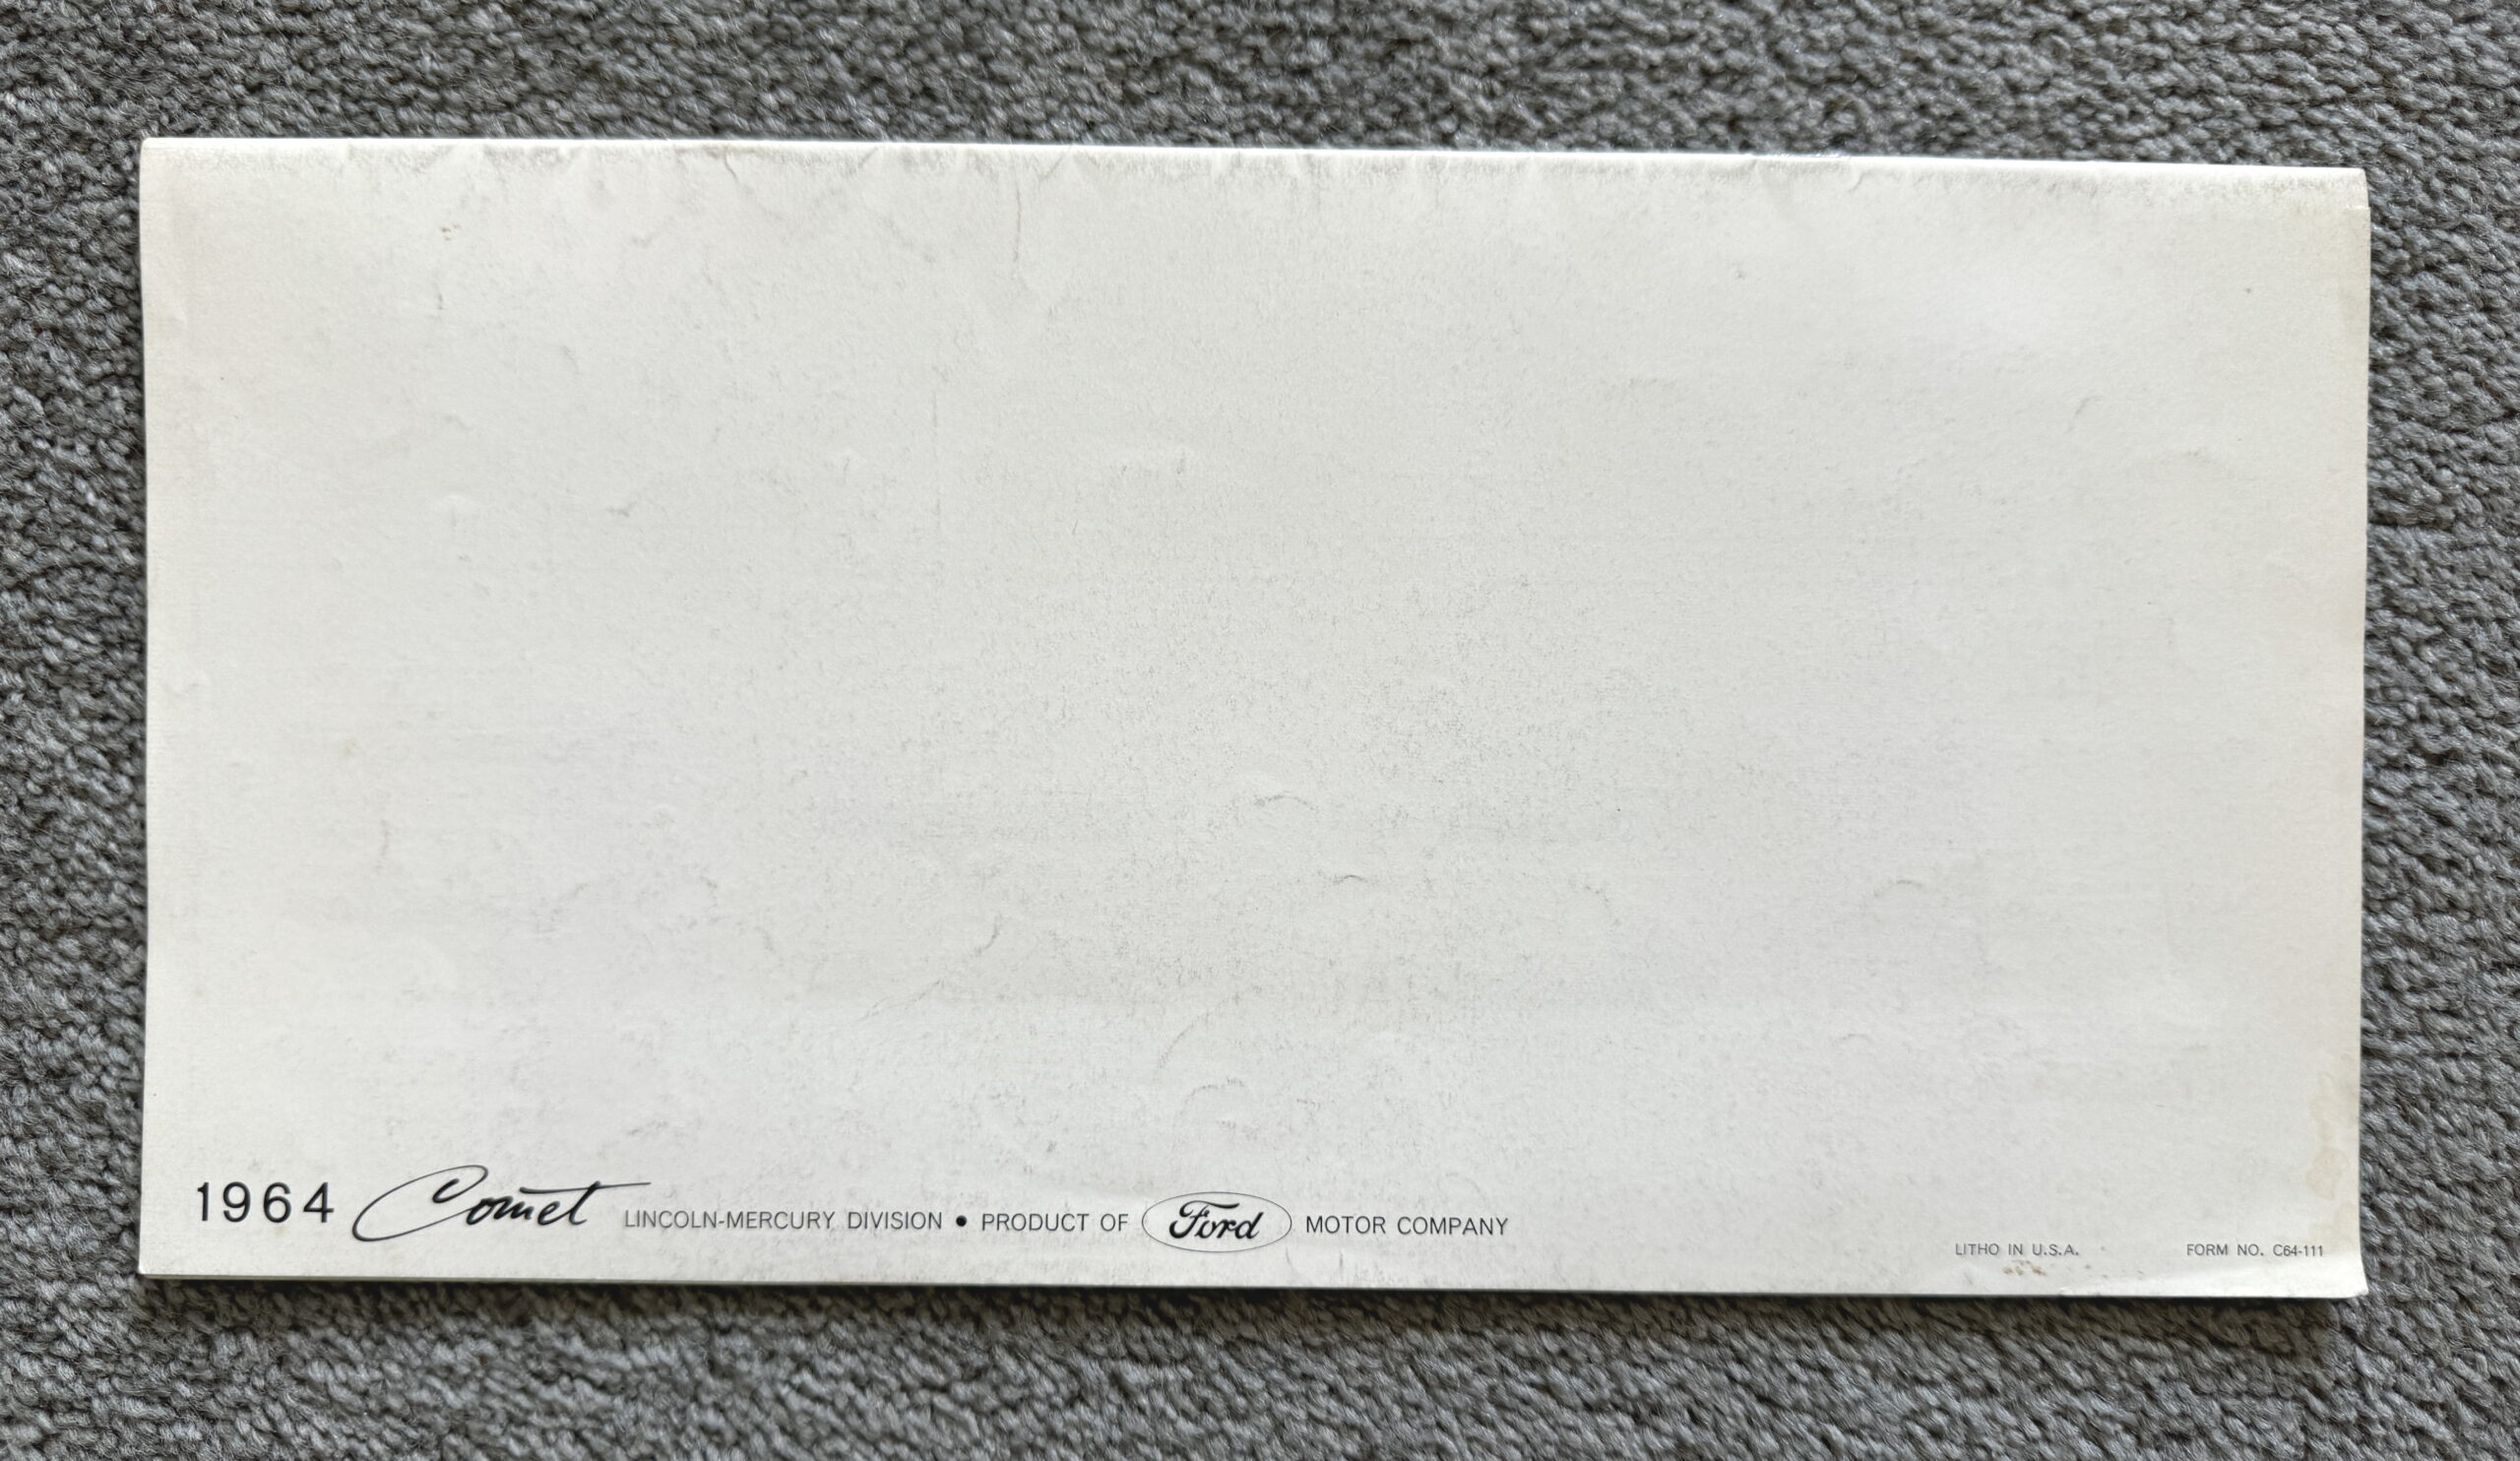 1964 Comet LINCOLN-MERCURY DIVISION • PRODUCT OF Ford MOTOR COMPANY
LITHO IN U.S.A. FORM NO. C64-111